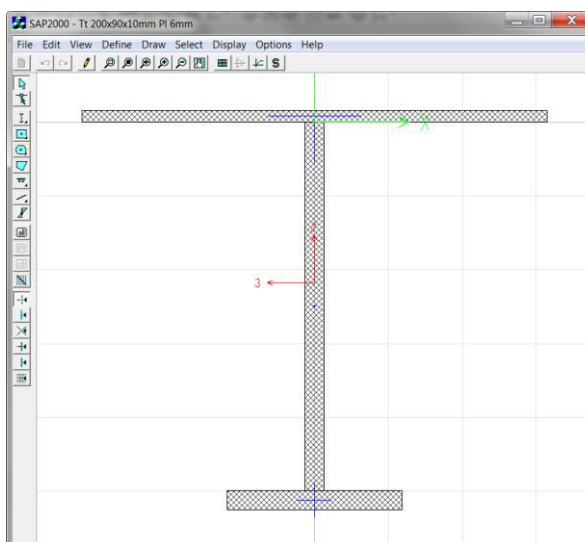 SAP2000 - Tt 200x90x10mm Pl 6mm
File Edit View Define Draw Select Display Options Help
S
X
2
3